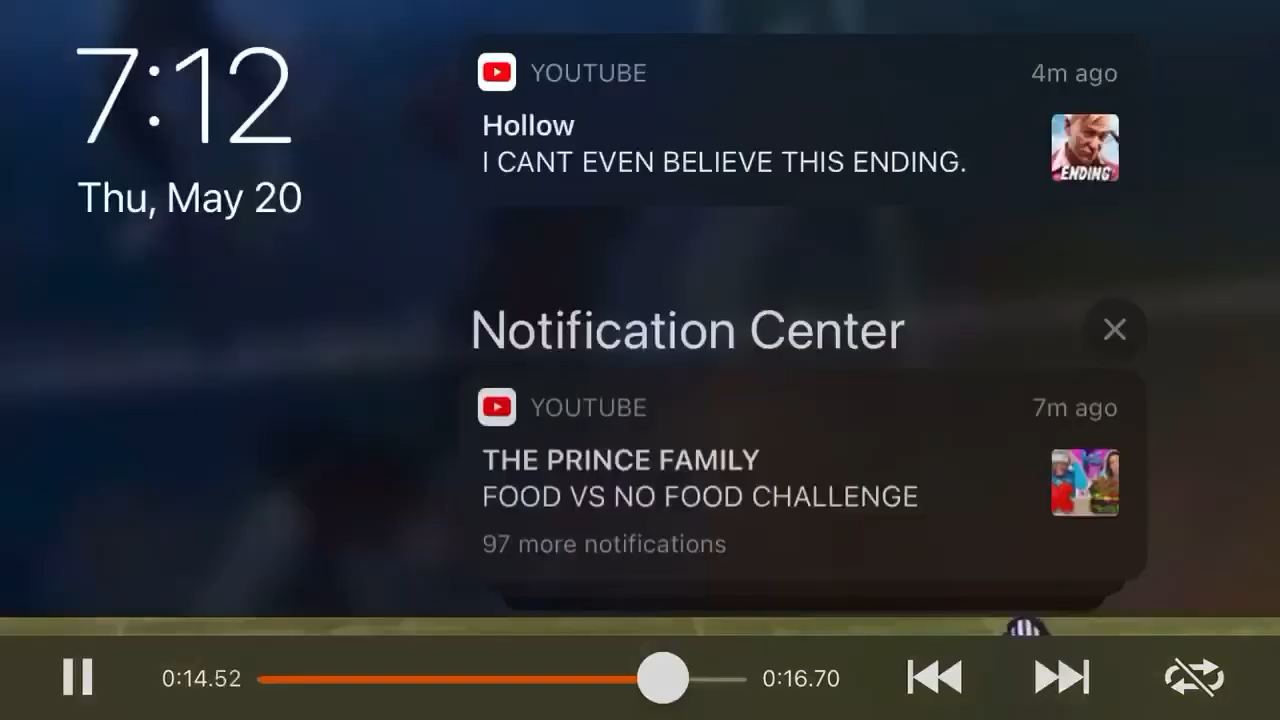 7:12
Thu, May 20
YOUTUBE
4m ago
Hollow
I CANT EVEN BELIEVE THIS ENDING.
ENDING
Notification Center
YOUTUBE
7m ago
THE PRINCE FAMILY
FOOD VS NO FOOD CHALLENGE
97 more notifications
0:14.52
0:16.70